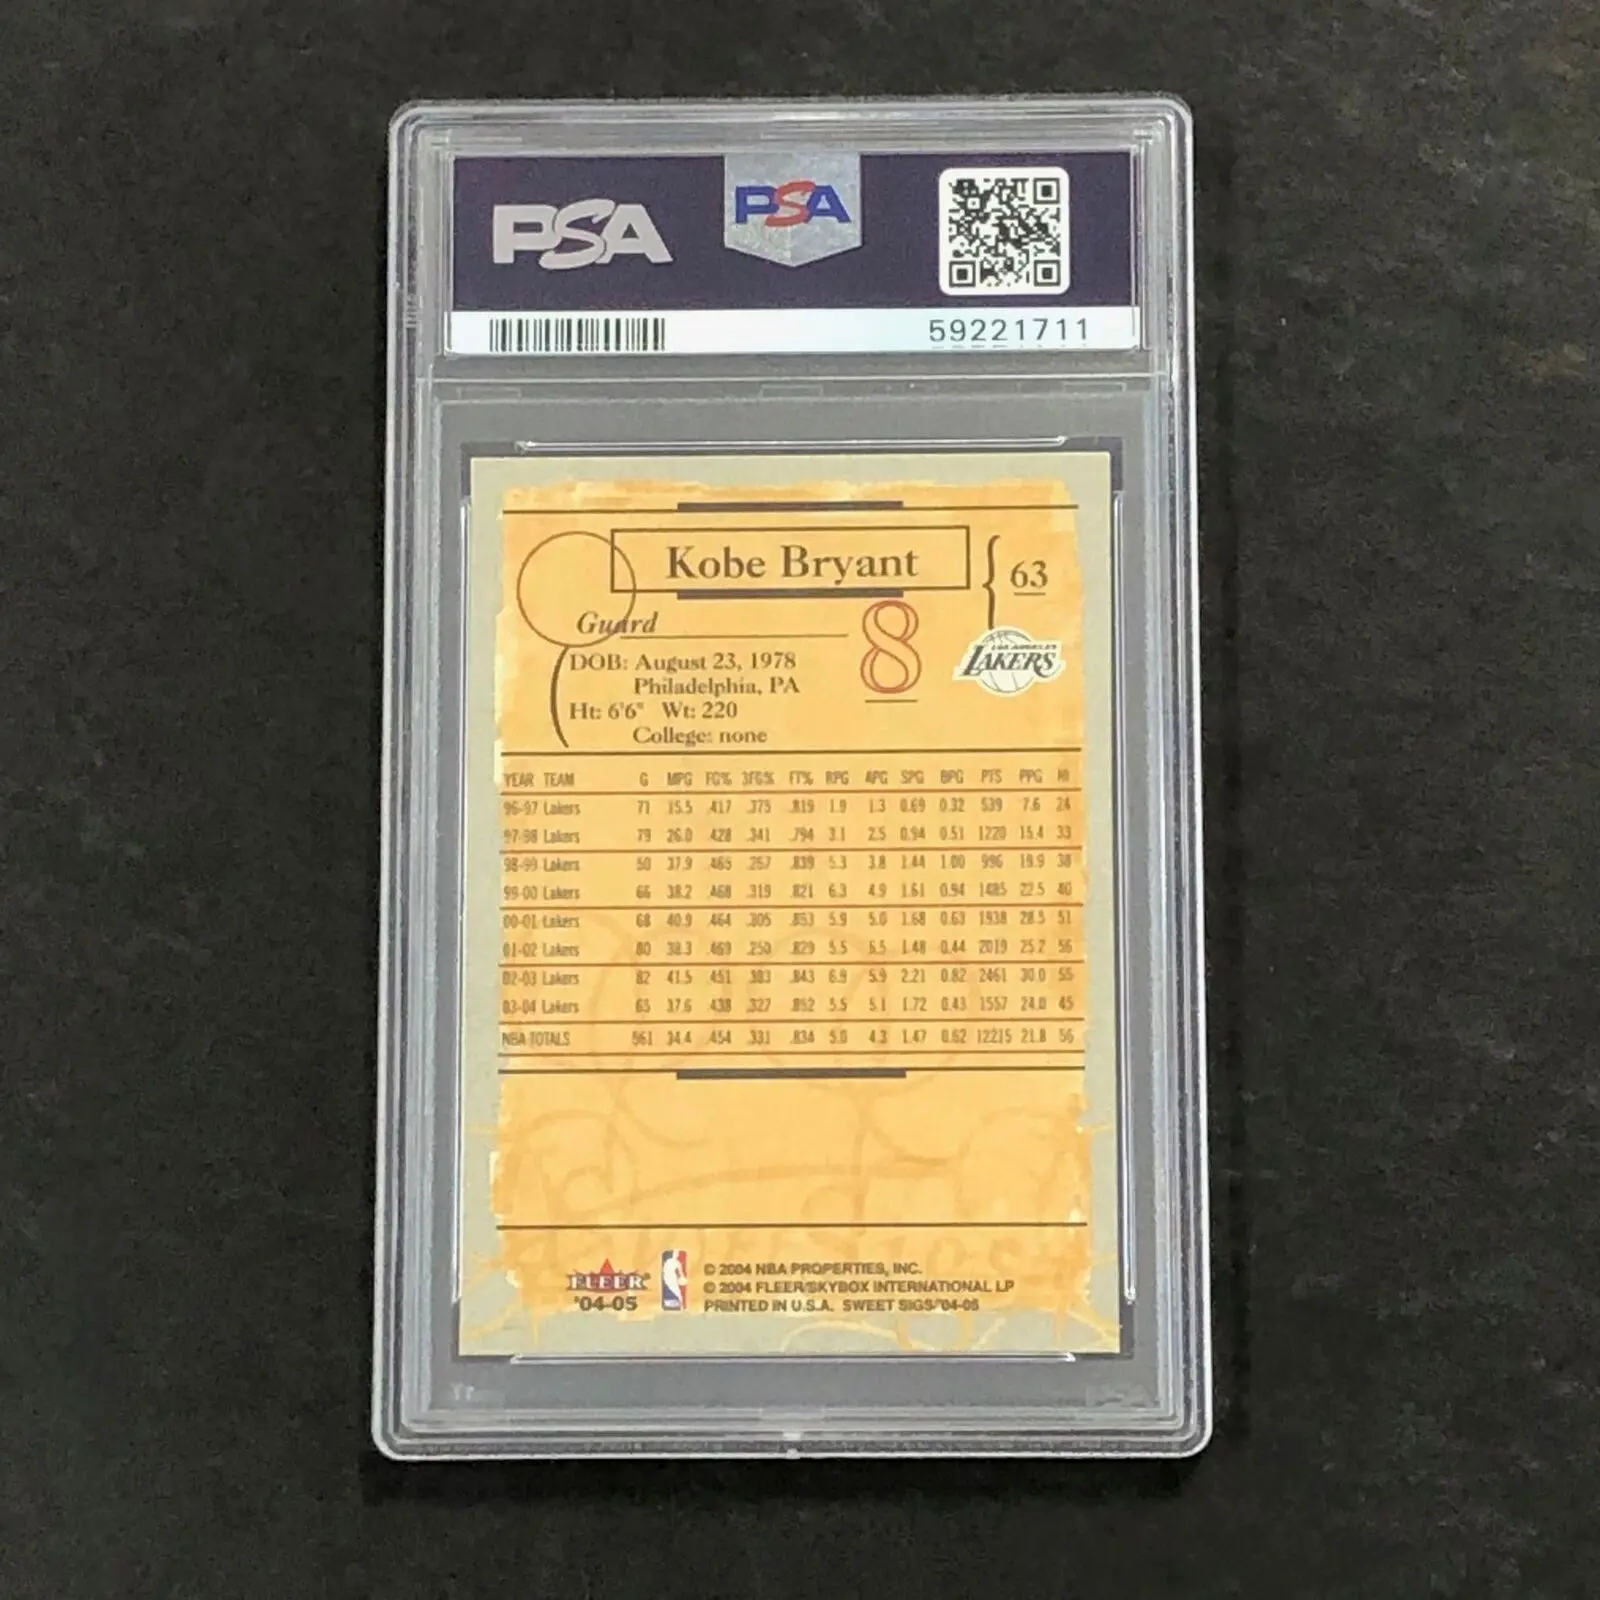 PSA
PSA
59221711
Kobe Bryant
63
Guard
8
LOS ANGELES
LAKERS
DOB: August 23, 1978
Philadelphia, PA
Ht: 6'6" Wt: 220
College: none
YEAR TEAM G MPG FG% 3FG% FT% RPG APG SPG BPG PTS PPG HI
96-97 Lakers 71 15.5 .417 .375 .819 1.9 1.3 0.69 0.32 539 7.6 24
97-98 Lakers 79 26.0 .428 .341 .794 3.1 2.5 0.94 0.51 1220 15.4 33
98-99 Lakers 50 37.9 .465 .267 .839 5.3 3.8 1.44 1.00 996 19.9 38
99-00 Lakers 66 38.2 .468 .319 .821 6.3 4.9 1.61 0.94 1485 22.5 40
00-01 Lakers 68 40.9 .464 .305 .853 5.9 5.0 1.68 0.63 1938 28.5 51
01-02 Lakers 80 38.3 .469 .250 .829 5.5 5.5 1.48 0.44 2019 25.2 56
02-03 Lakers 82 41.5 .451 .383 .843 6.9 5.9 2.21 0.82 2461 30.0 55
03-04 Lakers 65 37.6 .438 .327 .852 5.5 5.1 1.72 0.43 1557 24.0 45
NBA TOTALS 561 34.4 .454 .331 .834 5.0 4.3 1.47 0.62 12215 21.8 56
FLEER
'04-05
© 2004 NBA PROPERTIES, INC.
© 2004 FLEER/SKYBOX INTERNATIONAL LP
PRINTED IN U.S.A. SWEET SIGS/'04-05